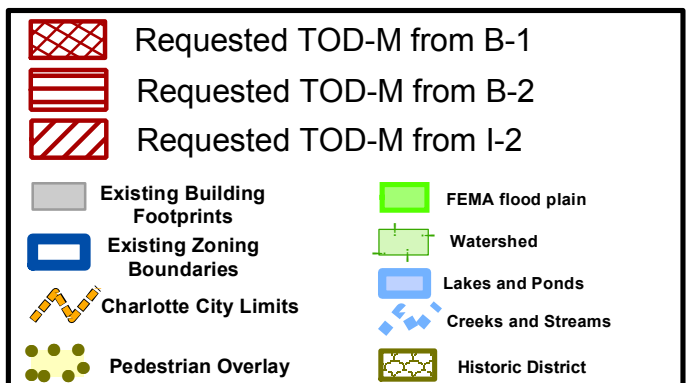 Requested TOD-M from B-1
Requested TOD-M from B-2
Requested TOD-M from I-2
Existing Building
Footprints
Existing Zoning
Boundaries
Charlotte City Limits
Pedestrian Overlay
FEMA flood plain
Watershed
Lakes and Ponds
Creeks and Streams
Historic District